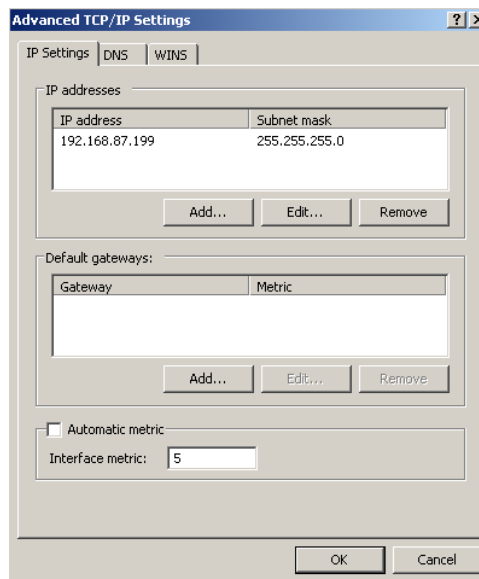 Advanced TCP/IP Settings
IP Settings DNS WINS
IP addresses
IP address Subnet mask
192.168.87.199 255.255.255.0
Add... Edit... Remove
Default gateways:
Gateway Metric
Add... Edit... Remove
Automatic metric
Interface metric: 5
OK Cancel